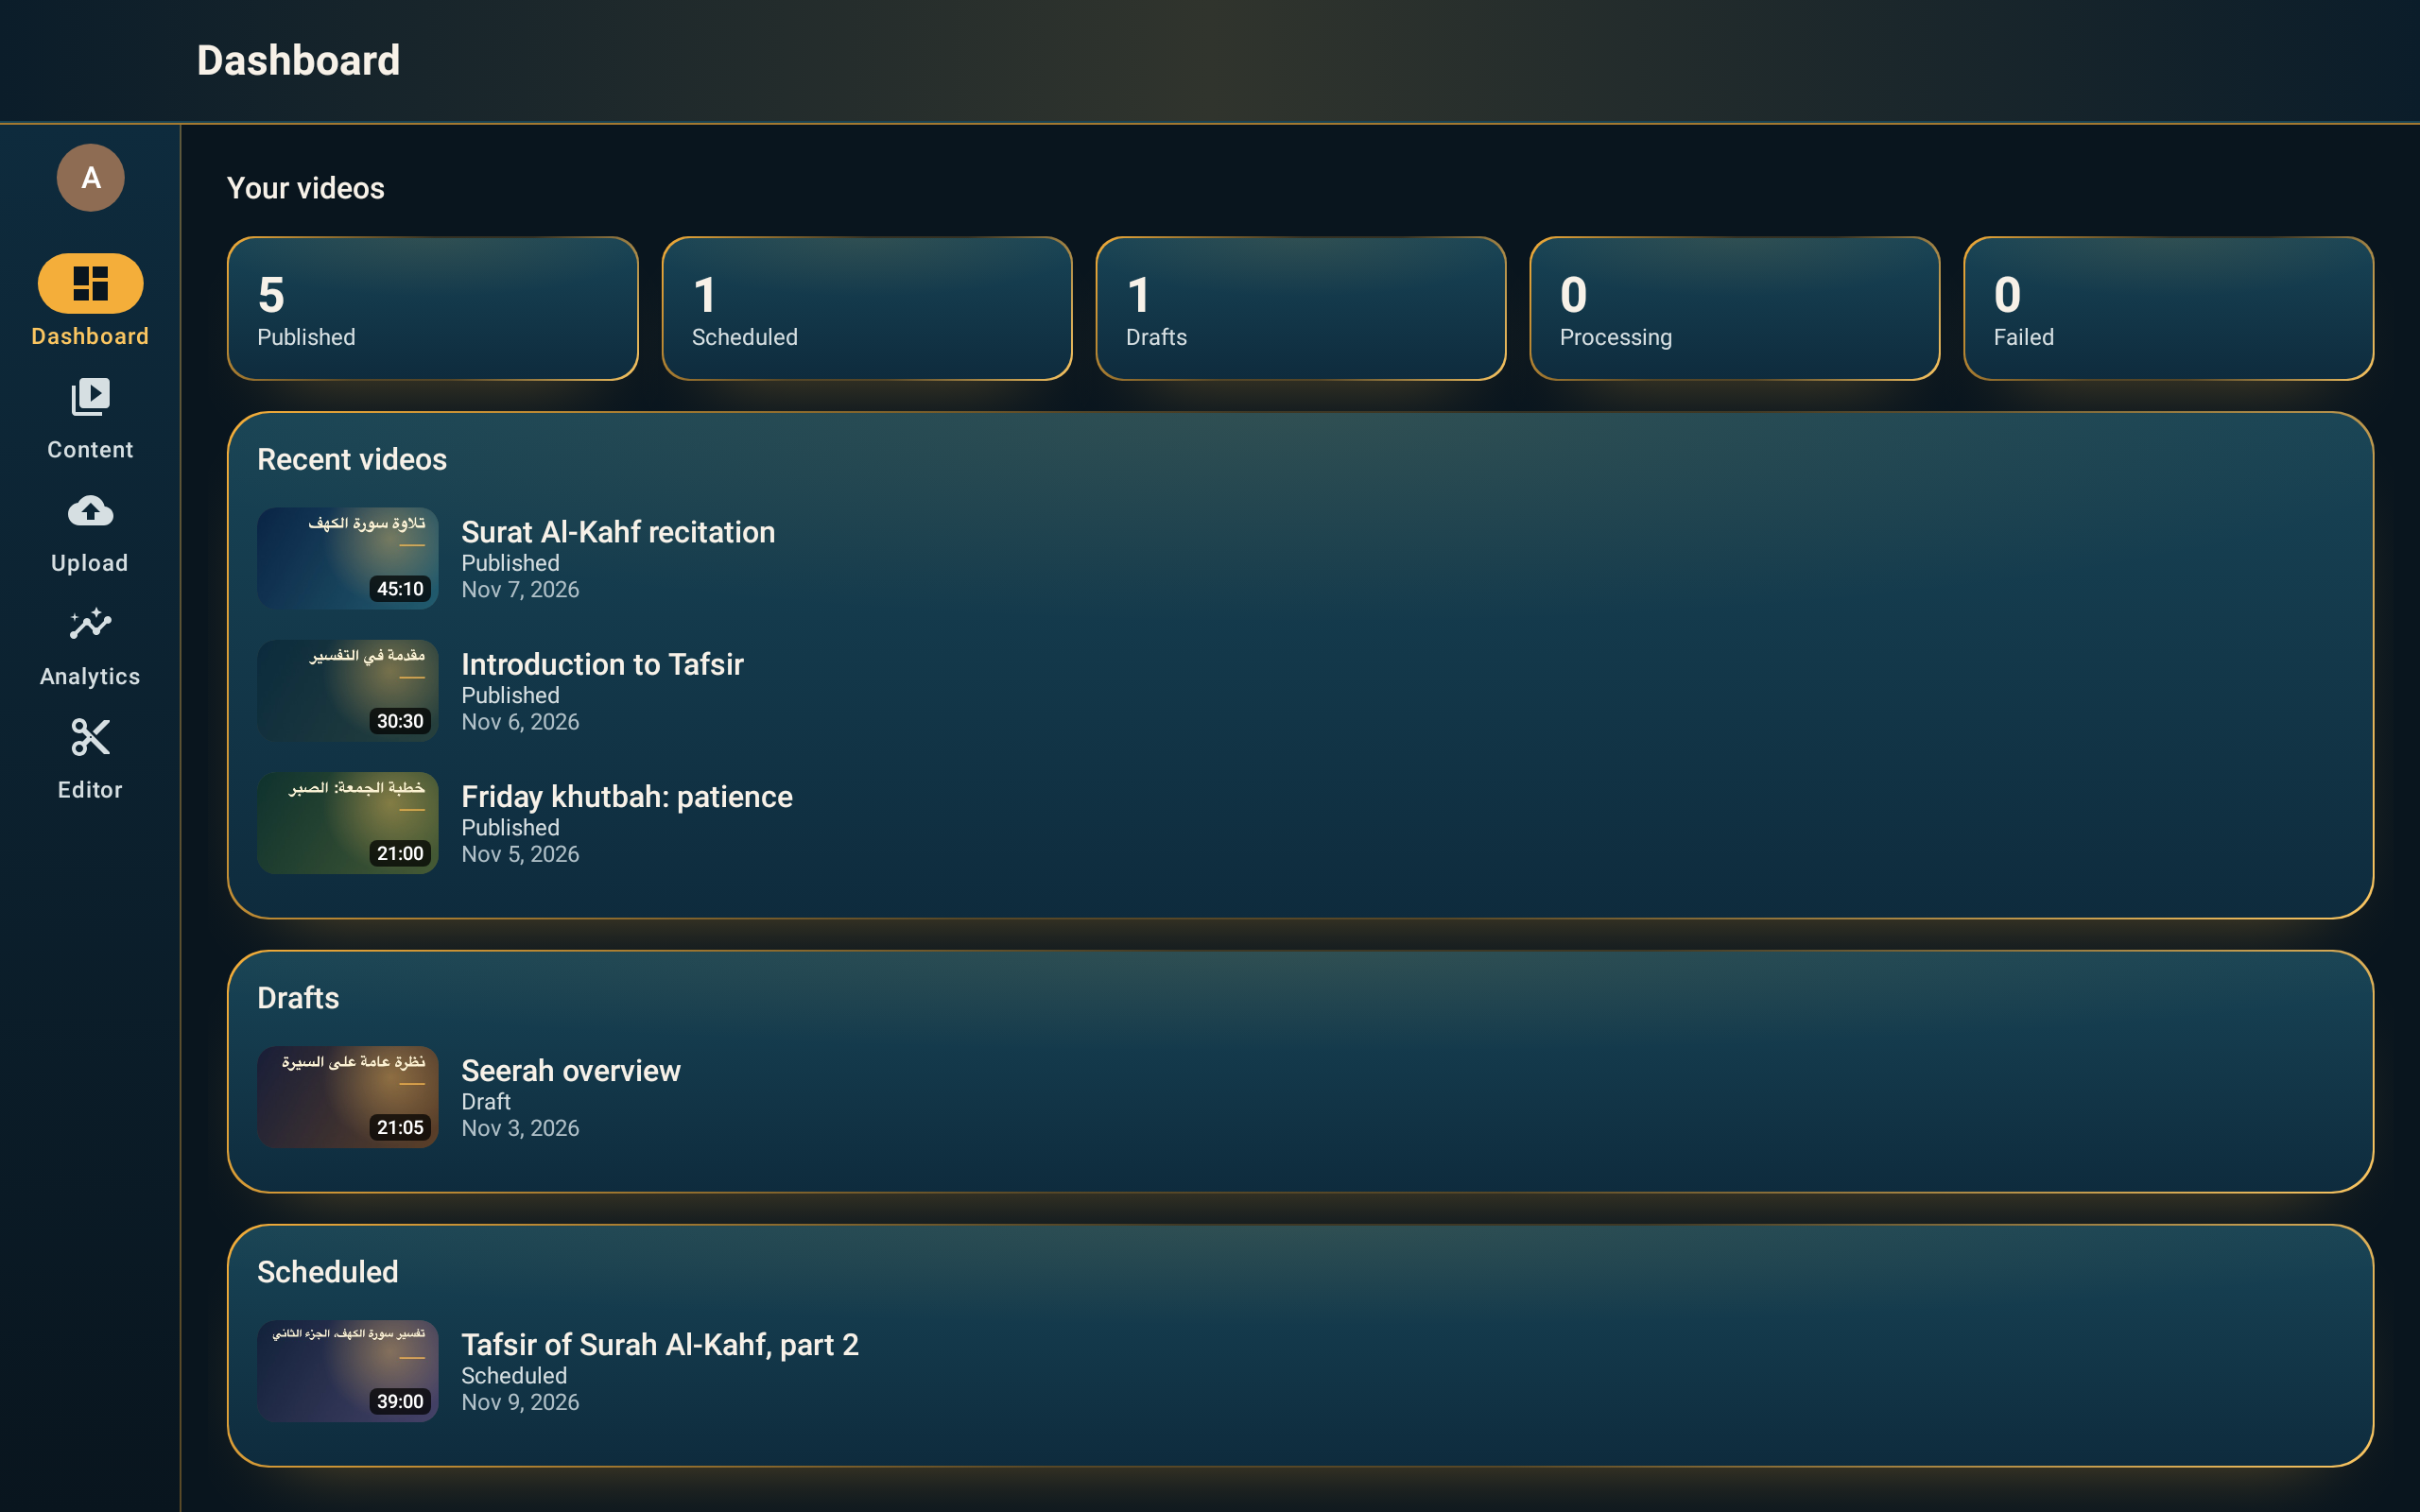 Dashboard
A
Dashboard
Content
Upload
Analytics
Editor
Your videos
5
Published
1
Scheduled
1
Drafts
0
Processing
0
Failed
Recent videos
تلاوة سورة الكهف
45:10
Surat Al-Kahf recitation
Published
Nov 7, 2026
مقدمة في التفسير
30:30
Introduction to Tafsir
Published
Nov 6, 2026
خطبة الجمعة: الصبر
21:00
Friday khutbah: patience
Published
Nov 5, 2026
Drafts
نظرة عامة على السيرة
21:05
Seerah overview
Draft
Nov 3, 2026
Scheduled
تفسير سورة الكهف، الجزء الثاني
39:00
Tafsir of Surah Al-Kahf, part 2
Scheduled
Nov 9, 2026